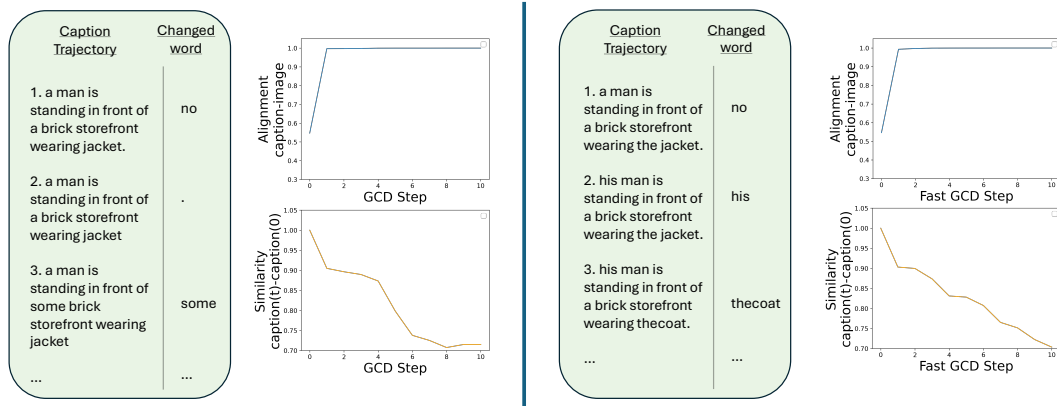 Caption
Trajectory
Changed
word
1. a man is
standing in front of
a brick storefront
wearing jacket.
no
2. a man is
standing in front of
a brick storefront
wearing jacket
.
3. a man is
standing in front of
some brick
storefront wearing
jacket
some
...
...
Alignment
caption-image
1.0
0.9
0.8
0.7
0.6
0.5
0.4
0.3
0 2 4 6 8 10
GCD Step
Similarity
caption(t)-caption(0)
1.05
1.00
0.95
0.90
0.85
0.80
0.75
0.70
0 2 4 6 8 10
GCD Step
Caption
Trajectory
Changed
word
1. a man is
standing in front of
a brick storefront
wearing the jacket.
no
2. his man is
standing in front of
a brick storefront
wearing the jacket.
his
3. his man is
standing in front of
a brick storefront
wearing thecoat.
thecoat
...
...
Alignment
caption-image
1.0
0.9
0.8
0.7
0.6
0.5
0.4
0.3
0 2 4 6 8 10
Fast GCD Step
Similarity
caption(t)-caption(0)
1.05
1.00
0.95
0.90
0.85
0.80
0.75
0.70
0 2 4 6 8 10
Fast GCD Step